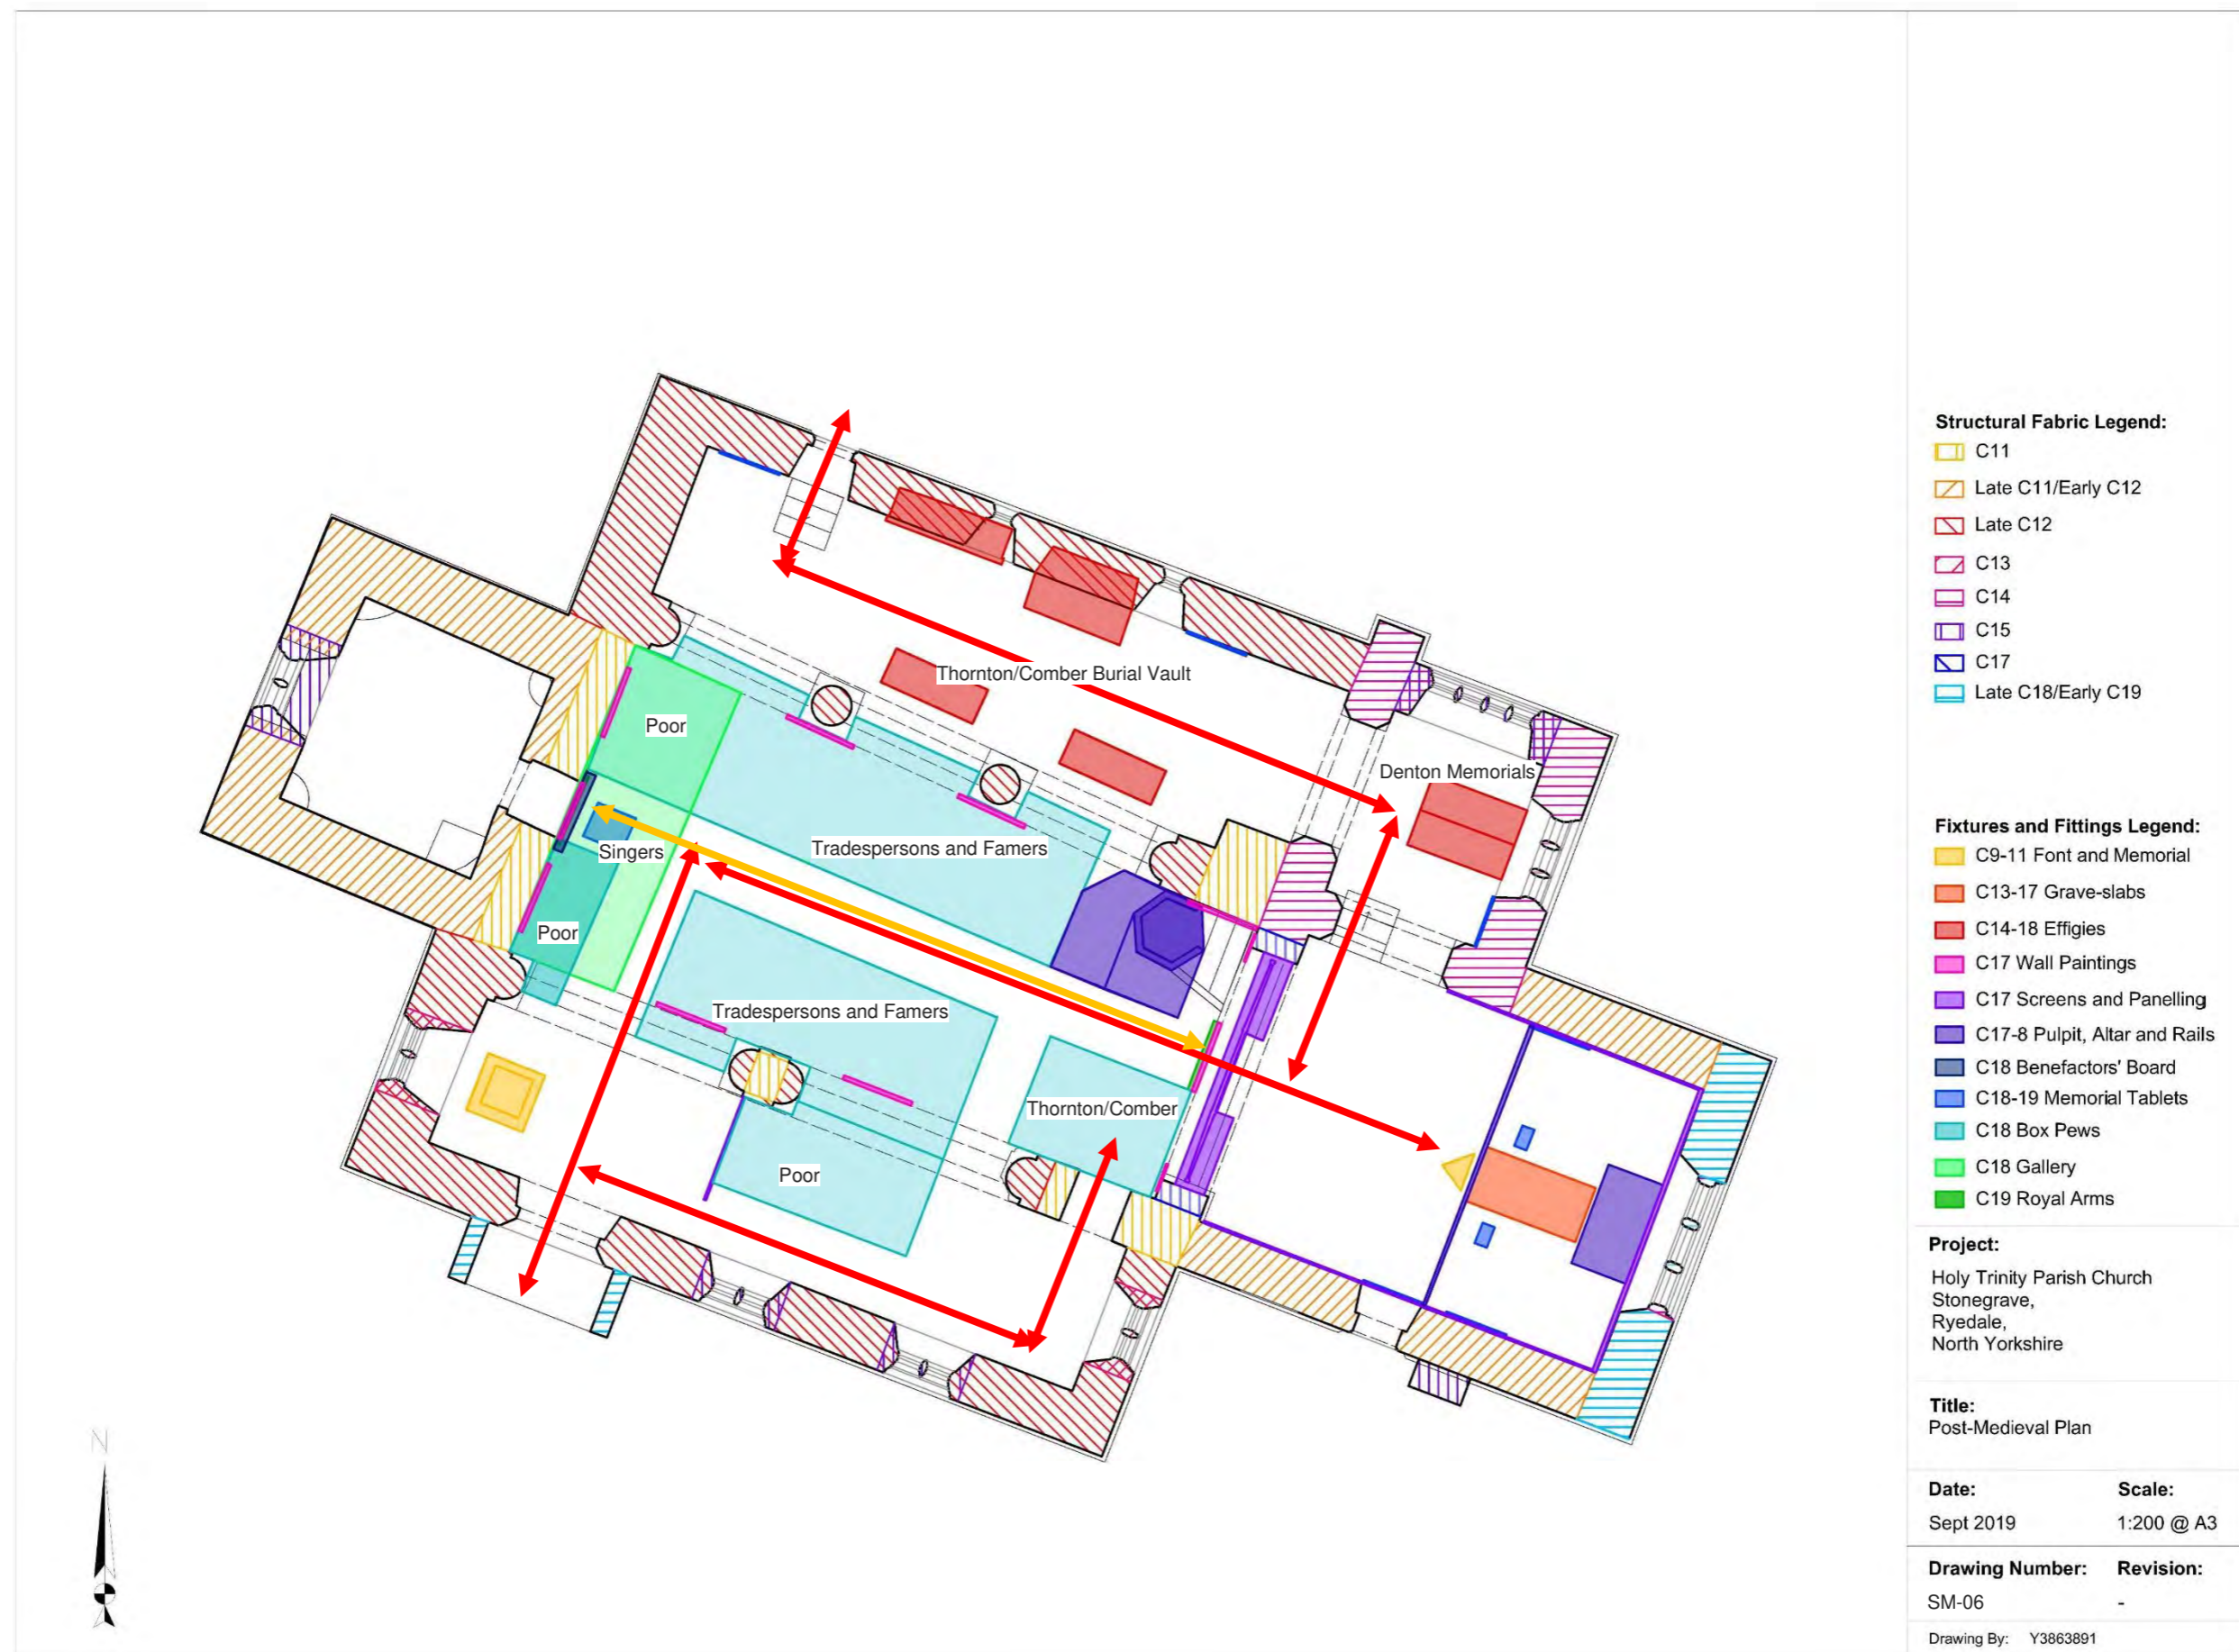 Thornton/Comber Burial Vault
Poor
Denton Memorials
Tradespersons and Famers
Singers
Poor
Tradespersons and Famers
Thornton/Comber
Poor
N
Structural Fabric Legend:
C11
Late C11/Early C12
Late C12
C13
C14
C15
C17
Late C18/Early C19
Fixtures and Fittings Legend:
C9-11 Font and Memorial
C13-17 Grave-slabs
C14-18 Effigies
C17 Wall Paintings
C17 Screens and Panelling
C17-8 Pulpit, Altar and Rails
C18 Benefactors' Board
C18-19 Memorial Tablets
C18 Box Pews
C18 Gallery
C19 Royal Arms
Project:
Holy Trinity Parish Church
Stonegrave,
Ryedale,
North Yorkshire
Title:
Post-Medieval Plan
Date: Scale:
Sept 2019 1:200 @ A3
Drawing Number: Revision:
SM-06 -
Drawing By: Y3863891